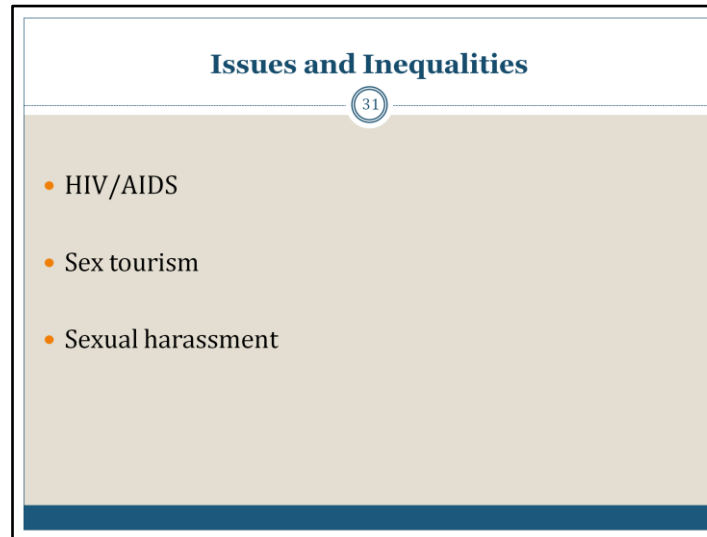 Issues and Inequalities
31
• HIV/AIDS
• Sex tourism
• Sexual harassment